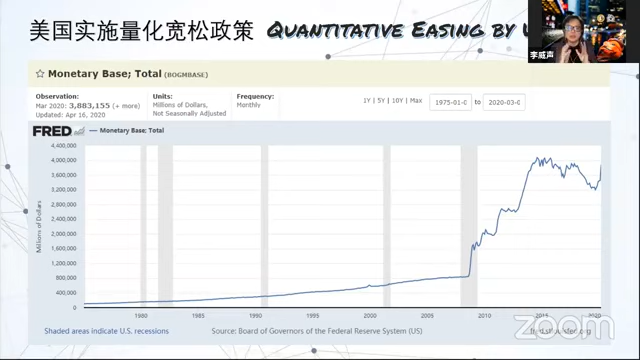 美国实施量化宽松政策 QUANTITATIVE EASING BY
李威声
Monetary Base; Total (BOGMBASE)
Observation:
Mar 2020: 3,883,155 (+ more)
Updated: Apr 16, 2020
Units:
Millions of Dollars,
Not Seasonally Adjusted
Frequency:
Monthly
1Y | 5Y | 10Y | Max
1975-01-0 to 2020-03-0
FRED — Monetary Base; Total
Millions of Dollars
4,400,000
4,000,000
3,600,000
3,200,000
2,800,000
2,400,000
2,000,000
1,600,000
1,200,000
800,000
400,000
0
1980 1985 1990 1995 2000 2005 2010 2015 2020
Shaded areas indicate U.S. recessions
Source: Board of Governors of the Federal Reserve System (US)
zoom